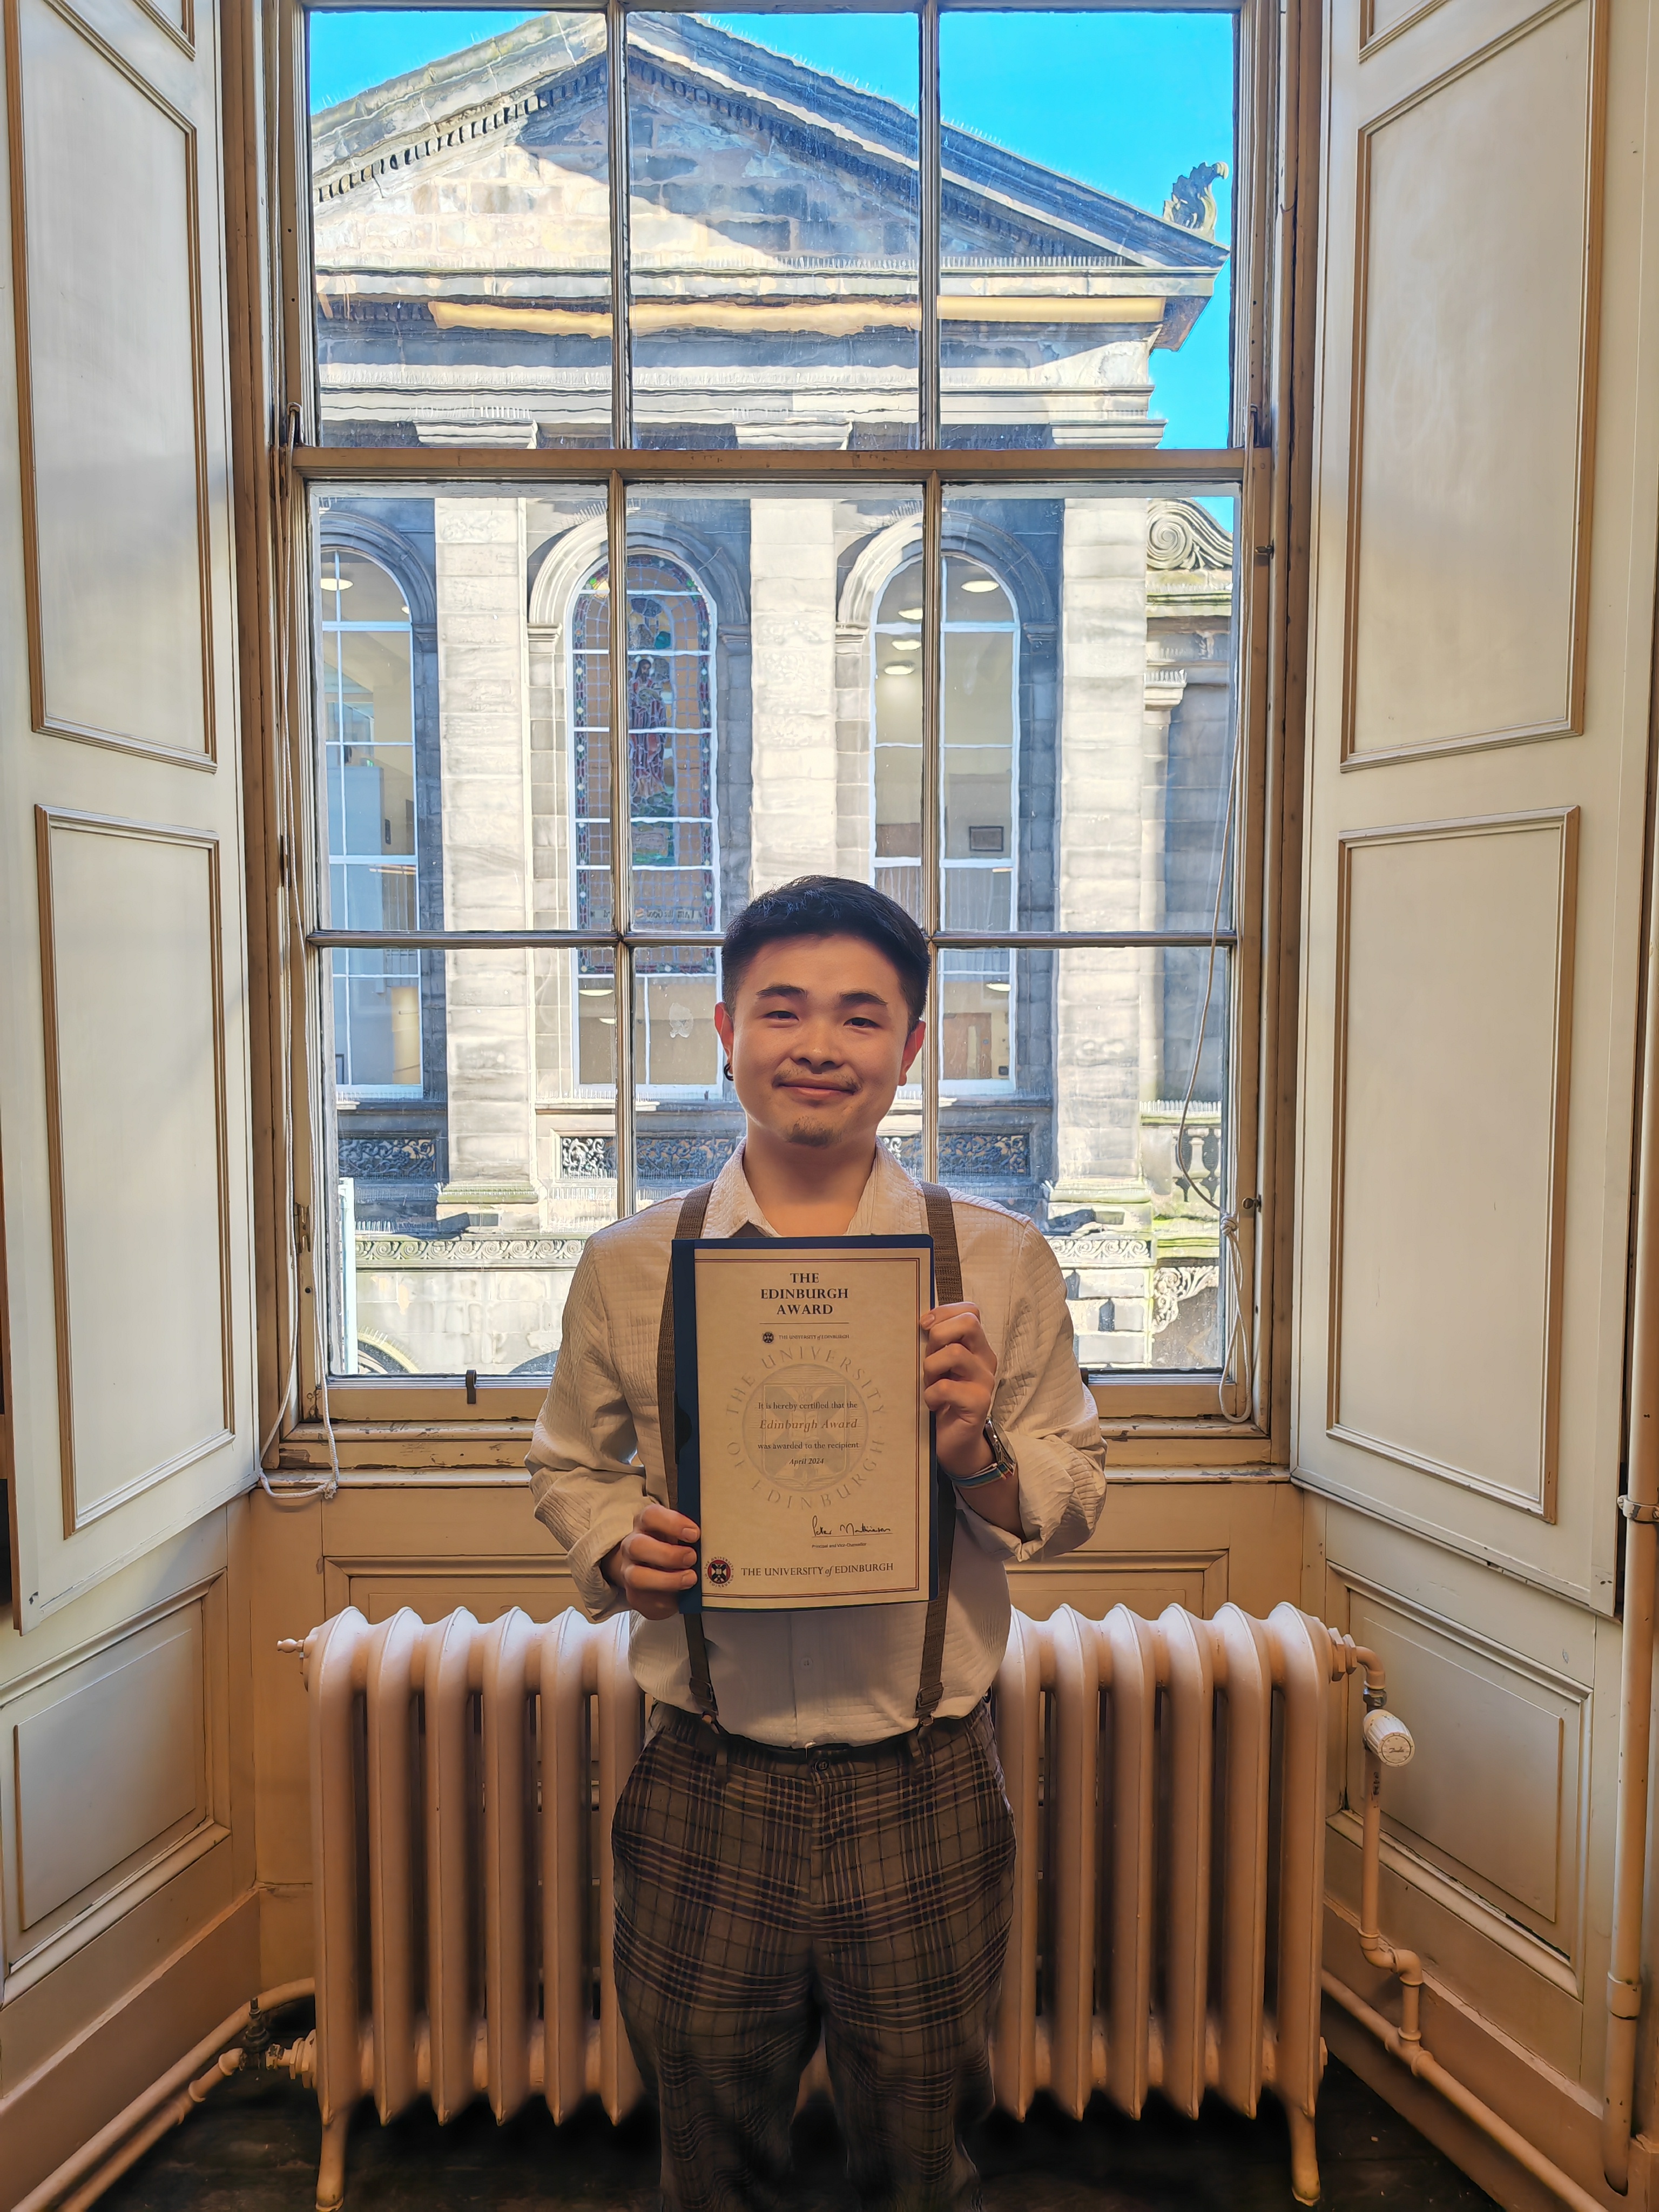 THE
EDINBURGH
AWARD
THE UNIVERSITY of EDINBURGH
THE UNIVERSITY OF EDINBURGH
It is hereby certified that the
Edinburgh Award
was awarded to the recipient
April 2024
Peter Mathieson
Principal and Vice-Chancellor
THE UNIVERSITY of EDINBURGH